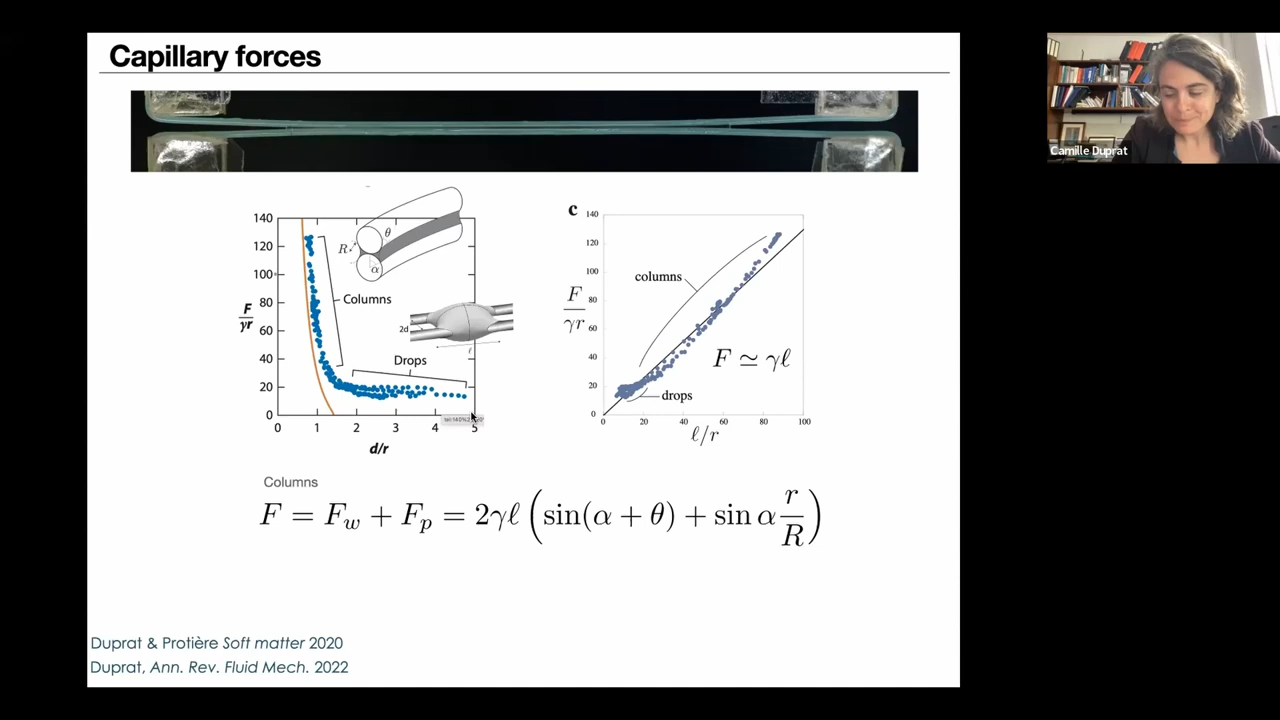 Capillary forces
Camille Duprat
140
120
100
80
60
40
20
0
F
γr
0 1 2 3 4 5
d/r
R
θ
α
Columns
2d
ℓ
Drops
c
140
120
100
80
60
40
20
0
F
γr
columns
F ≃ γℓ
drops
20 40 60 80 100
ℓ/r
Columns
F = F_w + F_p = 2γℓ (sin(α + θ) + sin α r/R)
Duprat & Protière Soft matter 2020
Duprat, Ann. Rev. Fluid Mech. 2022